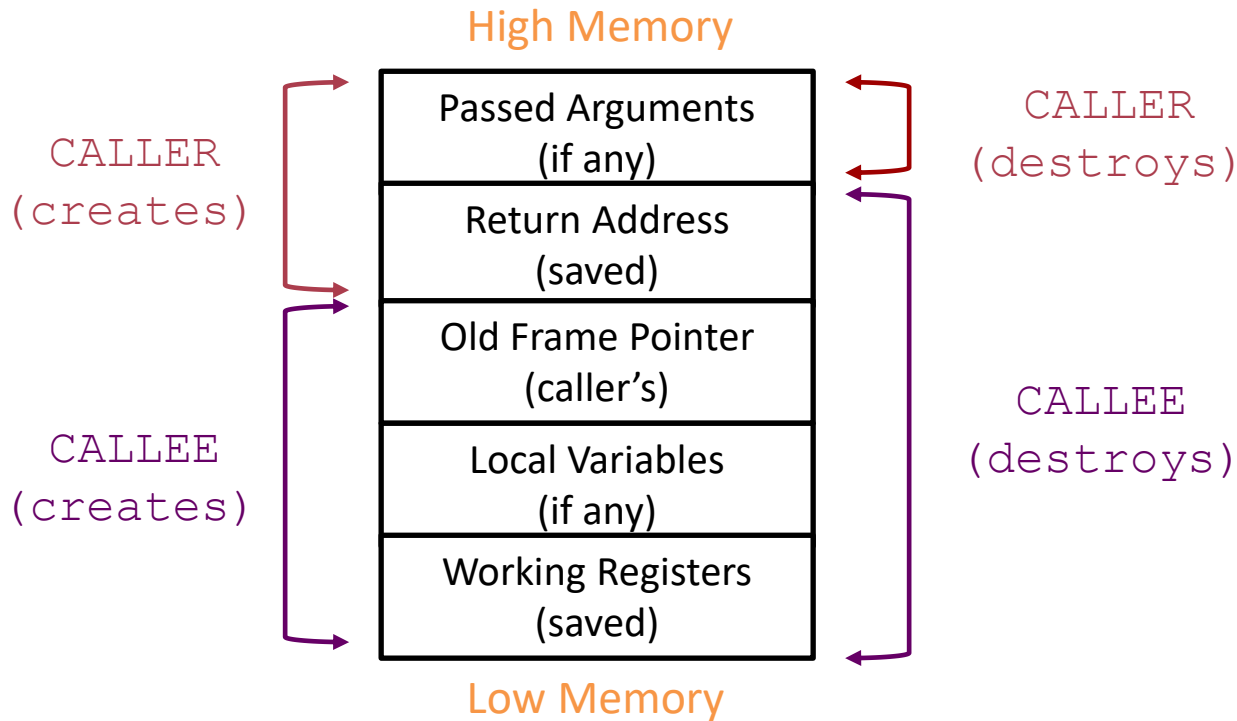 High Memory
CALLER
(creates)
CALLEE
(creates)
Passed Arguments
(if any)
Return Address
(saved)
Old Frame Pointer
(caller’s)
Local Variables
(if any)
Working Registers
(saved)
CALLER
(destroys)
CALLEE
(destroys)
Low Memory